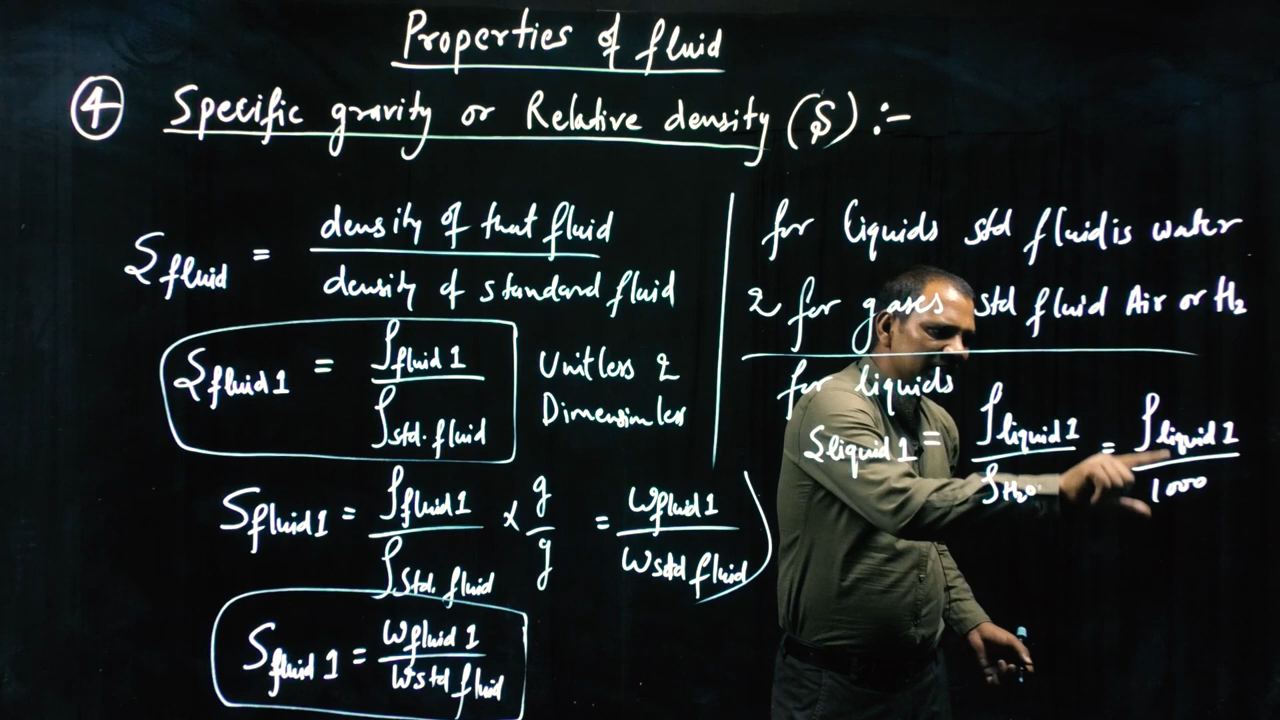 Properties of fluid
④ Specific gravity or Relative density (S) :-
S fluid = density of that fluid / density of standard fluid
S fluid 1 = ρ fluid 1 / ρ std. fluid
Unitless &
Dimensionless
S fluid 1 = ρ fluid 1 / ρ Std. fluid × g / g = w fluid 1 / w std fluid
S fluid 1 = w fluid 1 / w std fluid
for liquids std fluid is water
& for gases std fluid Air or H₂
for liquids
S liquid 1 = ρ liquid 1 / ρ H₂O = ρ liquid 1 / 1000